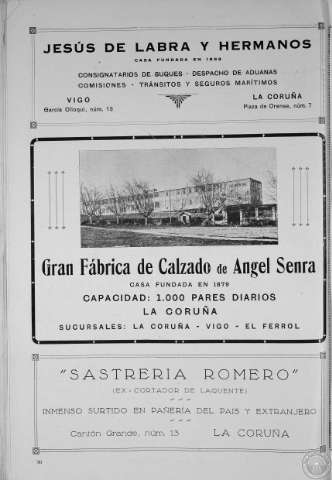 JESÚS DE LABRA Y HERMANOS
CASA FUNDADA EN
CONSIGNATARIOS DE BUQUES - DESPACHO DE ADUANAS
COMISIONES - TRÁNSITOS Y SEGUROS MARÍTIMOS
VIGO
García Olloqui, núm. 13
LA CORUÑA
Plaza de Orense, núm. 7
Gran Fábrica de Calzado de Angel Senra
CASA FUNDADA EN 1879
CAPACIDAD: 1.000 PARES DIARIOS
LA CORUÑA
SUCURSALES: LA CORUÑA - VIGO - EL FERROL
"SASTRERIA ROMERO"
(EX-CORTADOR DE LAQUENTE)
INMENSO SURTIDO EN PAÑERÍA DEL PAIS Y EXTRANJERO
Cantón Grande, núm. 13 LA CORUÑA